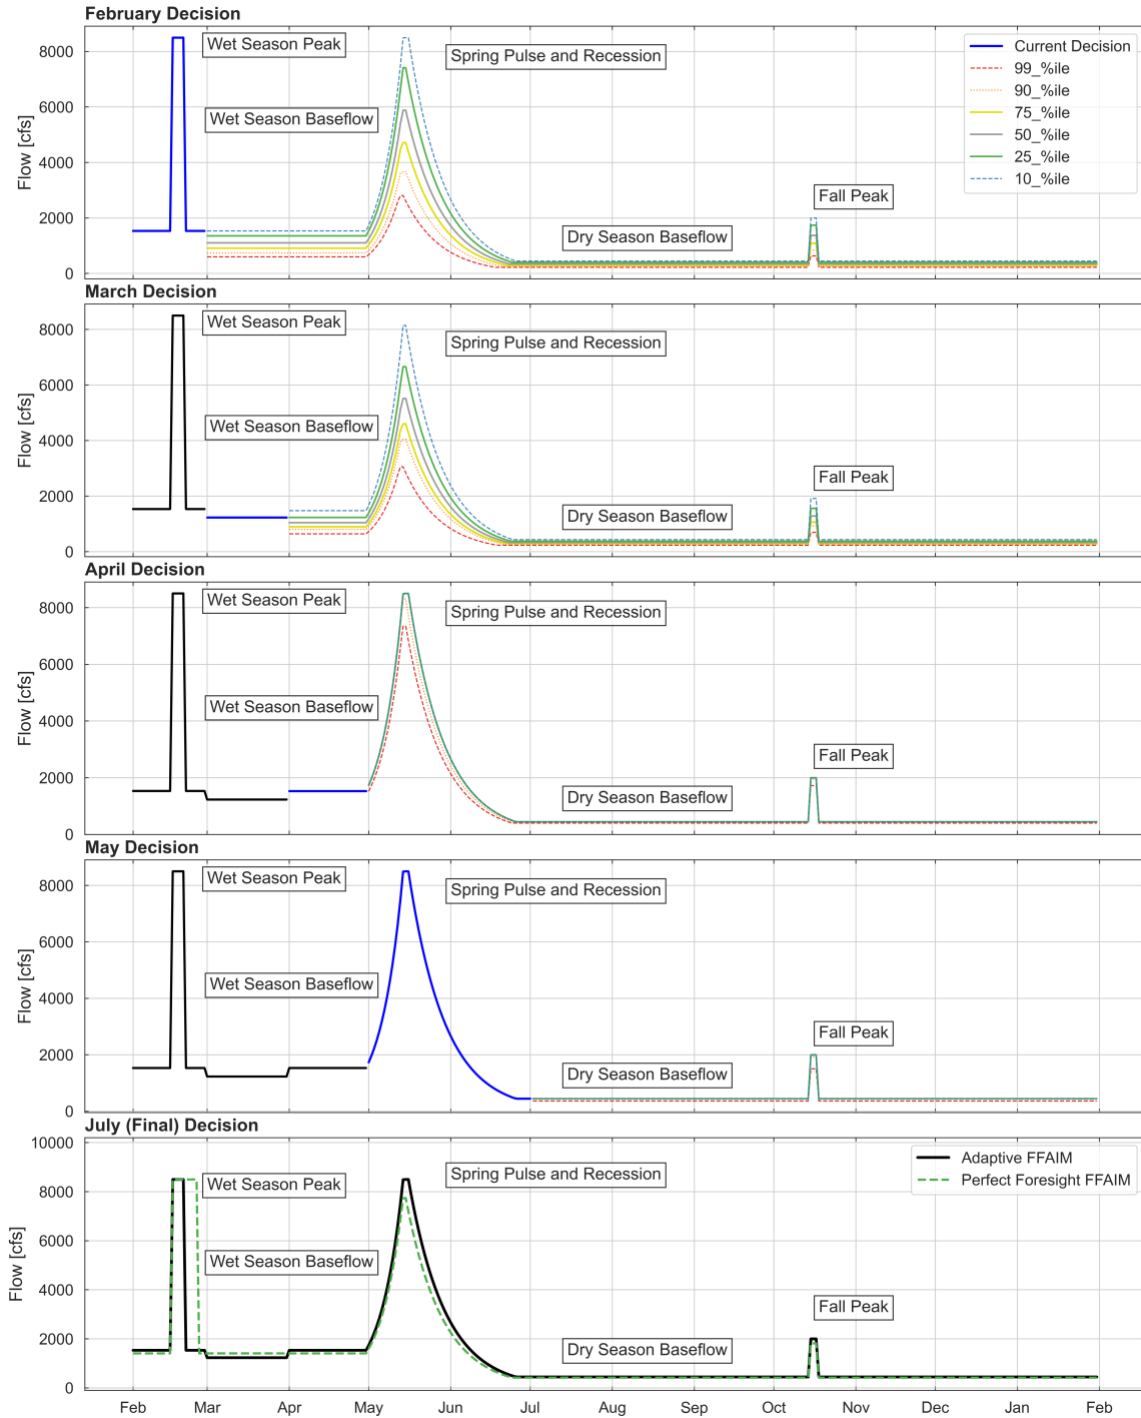 February Decision
Flow [cfs]
8000
6000
4000
2000
0
Wet Season Peak
Spring Pulse and Recession
Wet Season Baseflow
Dry Season Baseflow
Fall Peak
Current Decision
99_%ile
90_%ile
75_%ile
50_%ile
25_%ile
10_%ile
March Decision
Flow [cfs]
8000
6000
4000
2000
0
Wet Season Peak
Spring Pulse and Recession
Wet Season Baseflow
Dry Season Baseflow
Fall Peak
April Decision
Flow [cfs]
8000
6000
4000
2000
0
Wet Season Peak
Spring Pulse and Recession
Wet Season Baseflow
Dry Season Baseflow
Fall Peak
May Decision
Flow [cfs]
8000
6000
4000
2000
0
Wet Season Peak
Spring Pulse and Recession
Wet Season Baseflow
Dry Season Baseflow
Fall Peak
July (Final) Decision
Flow [cfs]
10000
8000
6000
4000
2000
0
Wet Season Peak
Spring Pulse and Recession
Wet Season Baseflow
Dry Season Baseflow
Fall Peak
Adaptive FFAIM
Perfect Foresight FFAIM
Feb Mar Apr May Jun Jul Aug Sep Oct Nov Dec Jan Feb